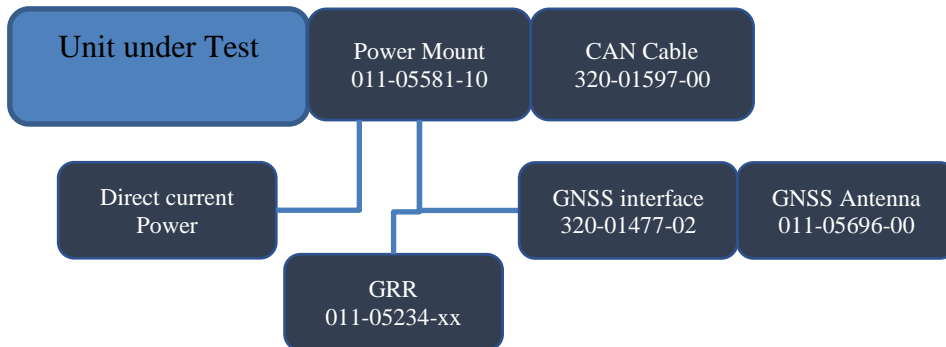 Unit under Test
Power Mount
011-05581-10
CAN Cable
320-01597-00
Direct current
Power
GNSS interface
320-01477-02
GNSS Antenna
011-05696-00
GRR
011-05234-xx